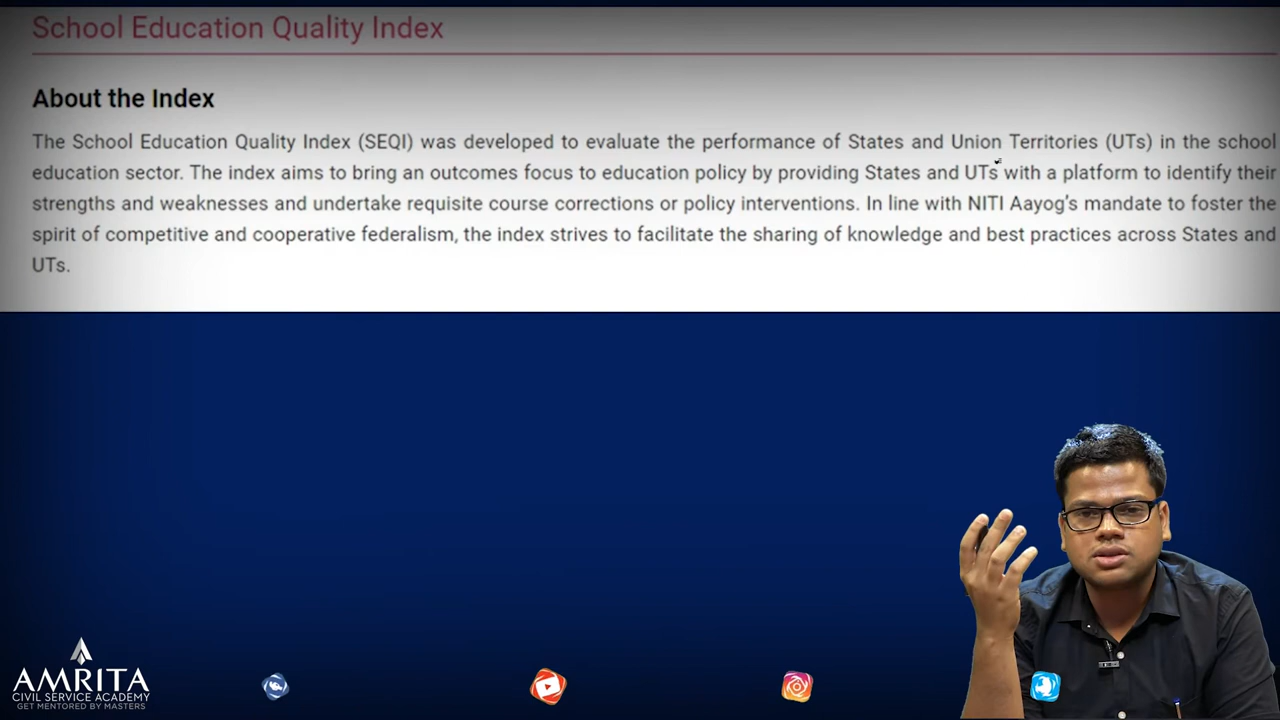 School Education Quality Index
About the Index
The School Education Quality Index (SEQI) was developed to evaluate the performance of States and Union Territories (UTs) in the school
education sector. The index aims to bring an outcomes focus to education policy by providing States and UTs with a platform to identify their
strengths and weaknesses and undertake requisite course corrections or policy interventions. In line with NITI Aayog's mandate to foster the
spirit of competitive and cooperative federalism, the index strives to facilitate the sharing of knowledge and best practices across States and
UTs.
AMRITA
CIVIL SERVICE ACADEMY
GET MENTORED BY MASTERS